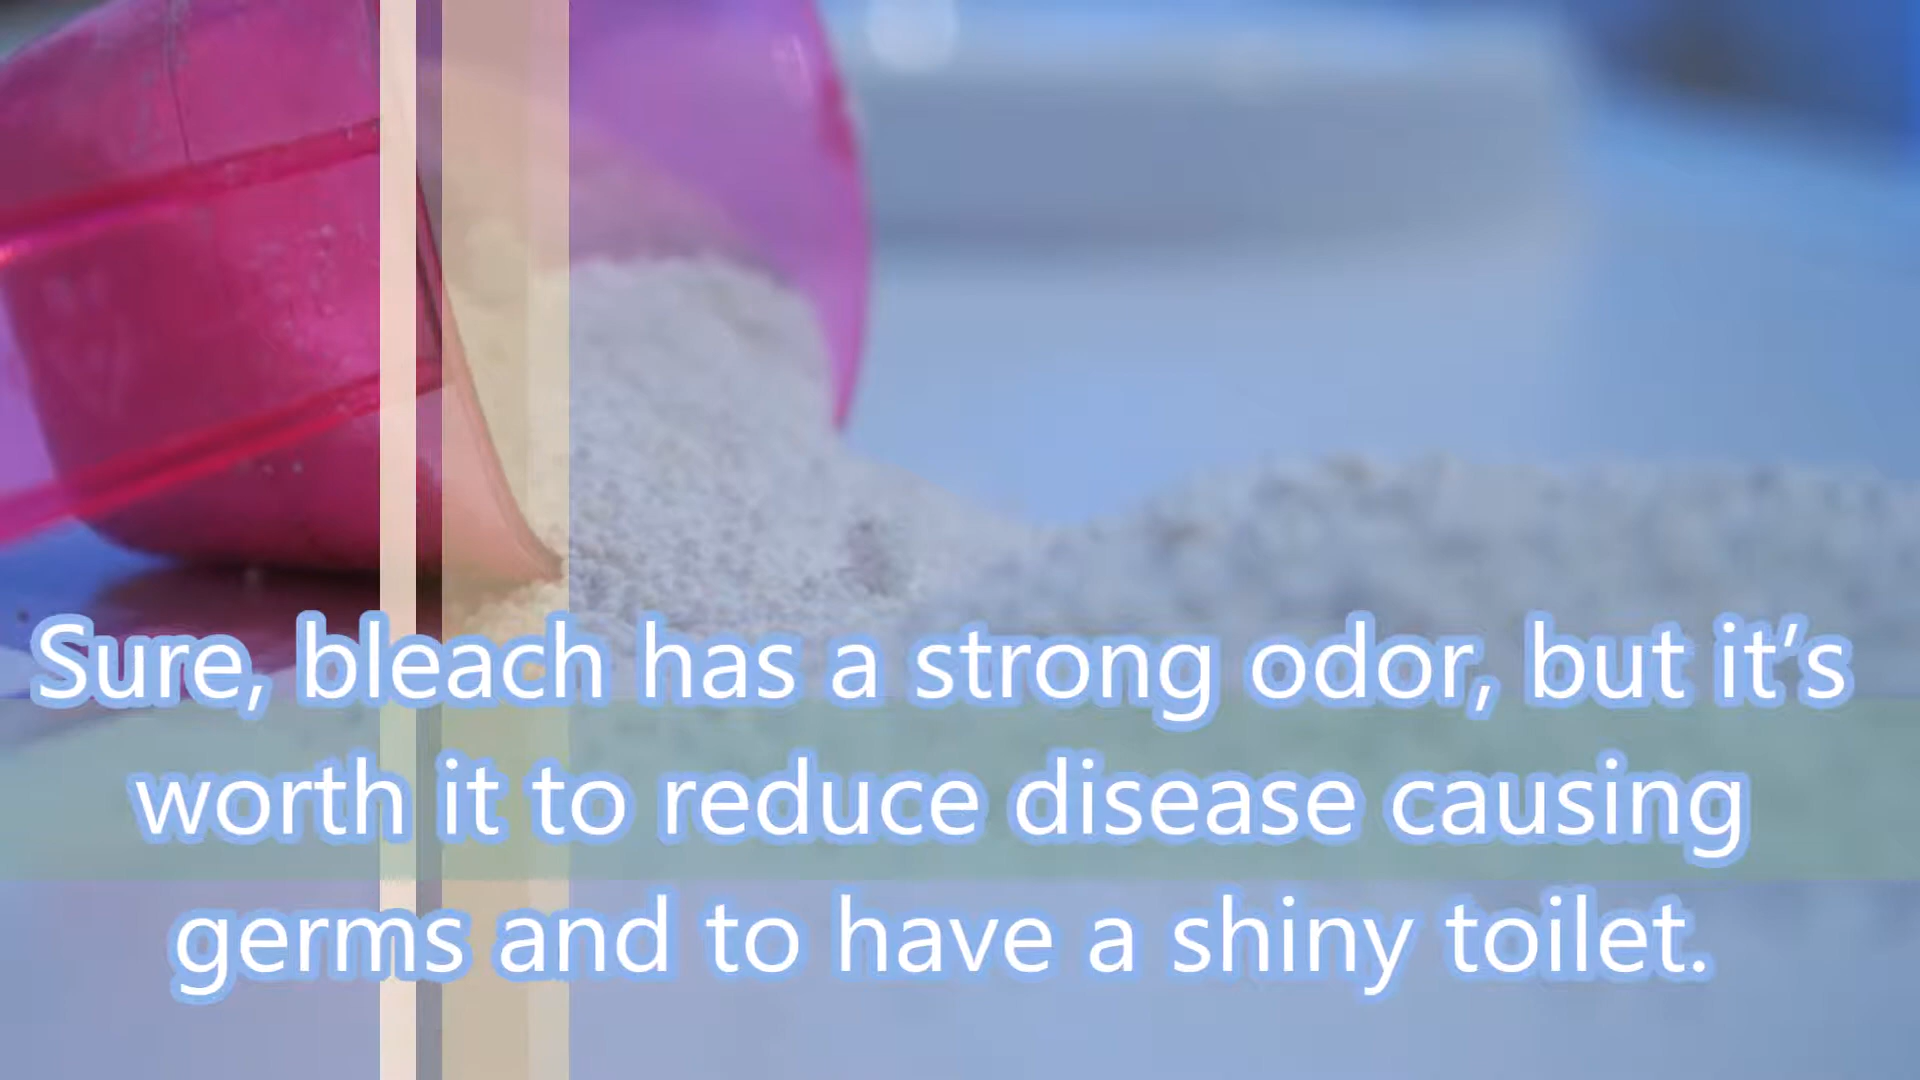 Sure, bleach has a strong odor, but it’s
worth it to reduce disease causing
germs and to have a shiny toilet.